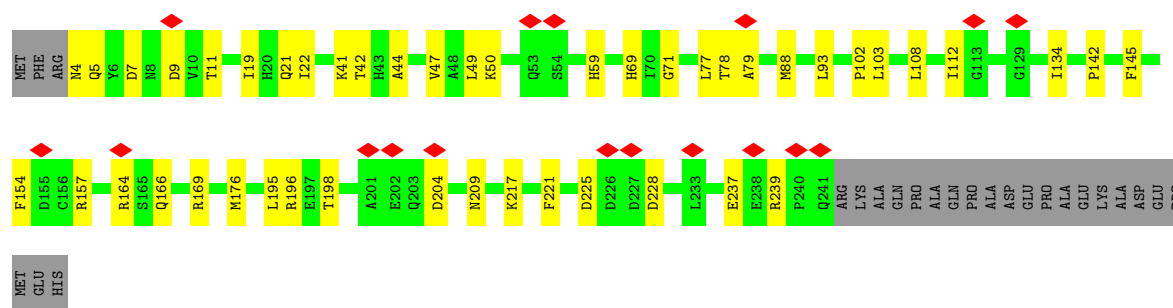 MET PHE ARG N4 Q5 Y6 D7 N8 D9 V10 T11 I19 H20 Q21 I22 K41 T42 H43 A44 V47 A48 L49 K50 Q53 S54 H59 H69 I70 G71 L77 T78 A79 M88 L93 P102 L103 L108 I112 G113 G129 I134 P142 F145
F154 D155 C156 R157 R164 S165 Q166 R169 M176 L195 R196 E197 T198 A201 E202 Q203 D204 N209 K217 F221 D225 D226 D227 D228 L233 E237 E238 R239 P240 Q241 ARG LYS ALA GLN PRO ALA GLN PRO ALA ASP GLU PRO ALA GLU LYS ALA ASP GLU
MET GLU HIS